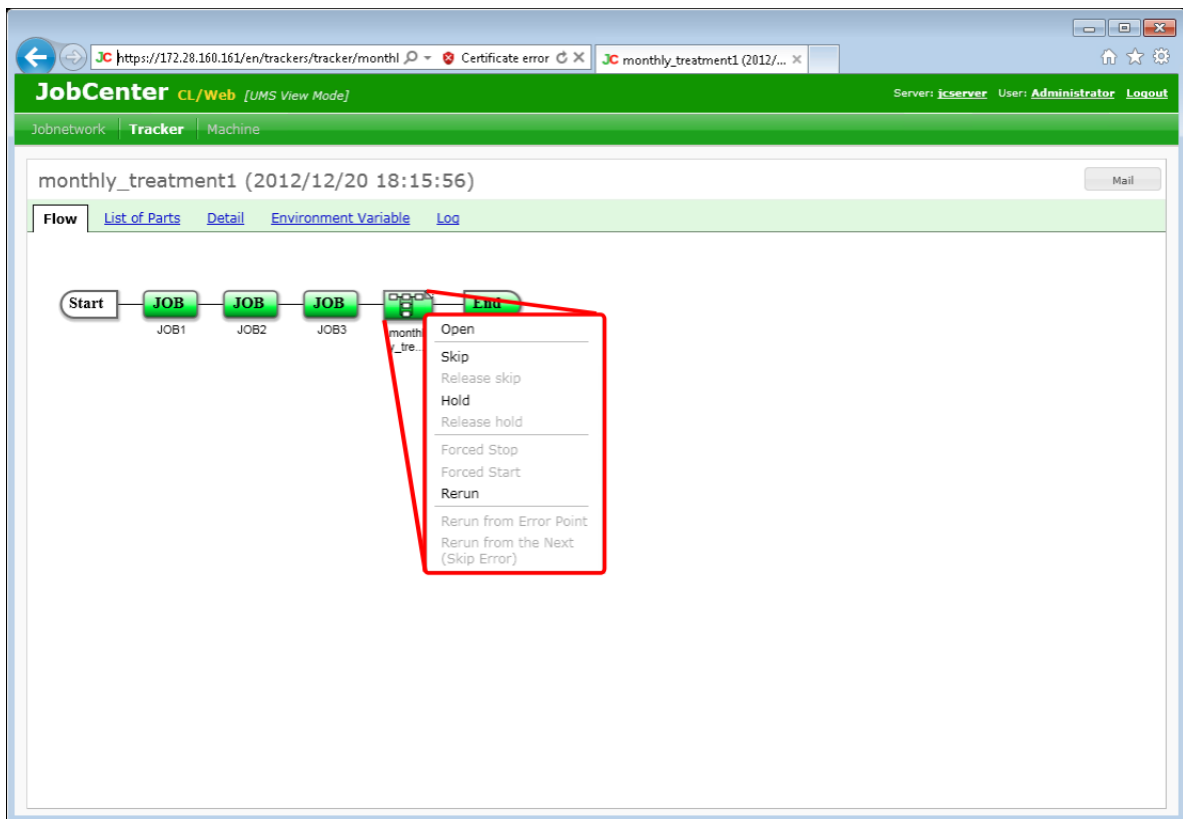 https://172.28.160.161/en/trackers/tracker/monthl
Certificate error
JC monthly_treatment1 (2012/...
JobCenter CL/Web [UMS View Mode]
Server: jcserver User: Administrator Logout
Jobnetwork Tracker Machine
monthly_treatment1 (2012/12/20 18:15:56)
Mail
Flow List of Parts Detail Environment Variable Log
Start JOB JOB JOB End
JOB1 JOB2 JOB3 month
y_tre...
Open
Skip
Release skip
Hold
Release hold
Forced Stop
Forced Start
Rerun
Rerun from Error Point
Rerun from the Next
(Skip Error)